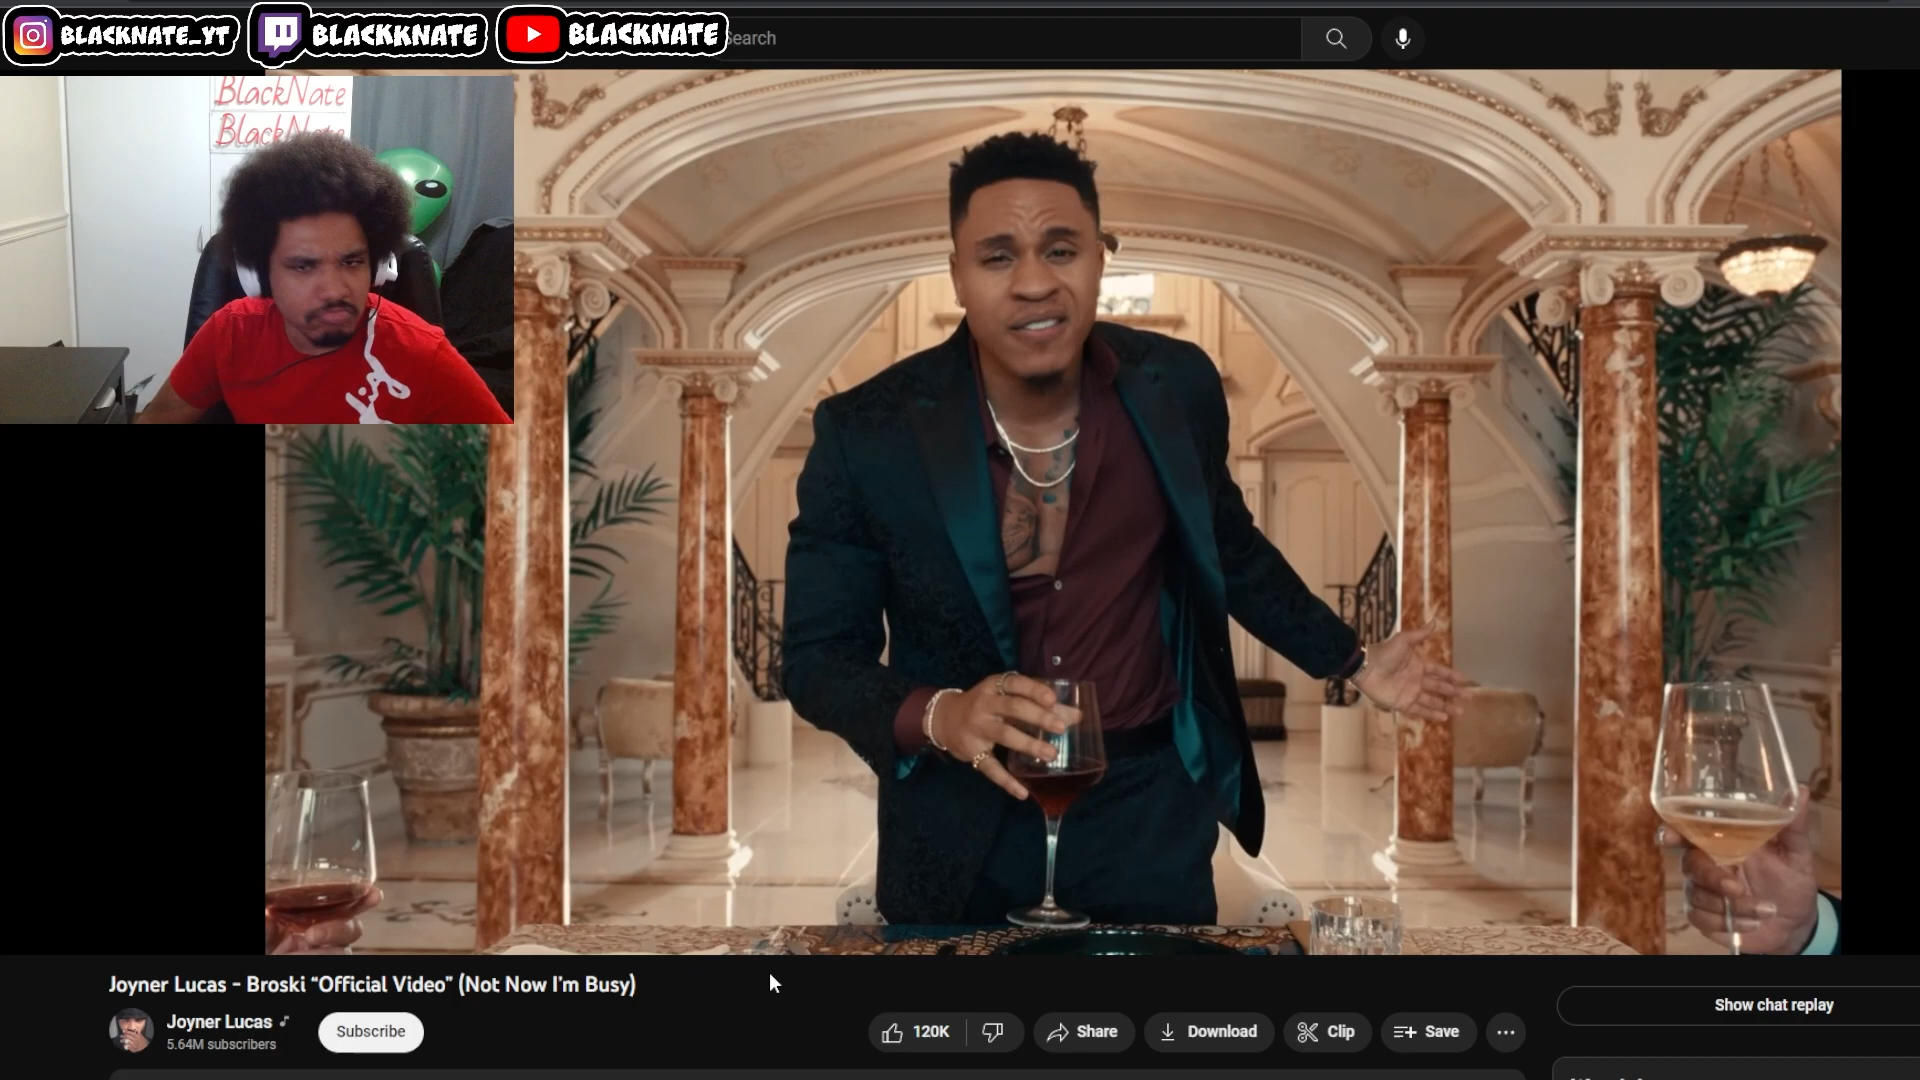 BLACKNATE_YT BLACKKNATE BLACKNATE Search
BlackNate
BlackNate
Joyner Lucas - Broski “Official Video” (Not Now I'm Busy)
Joyner Lucas
5.64M subscribers
Subscribe
120K
Share
Download
Clip
Save
Show chat replay